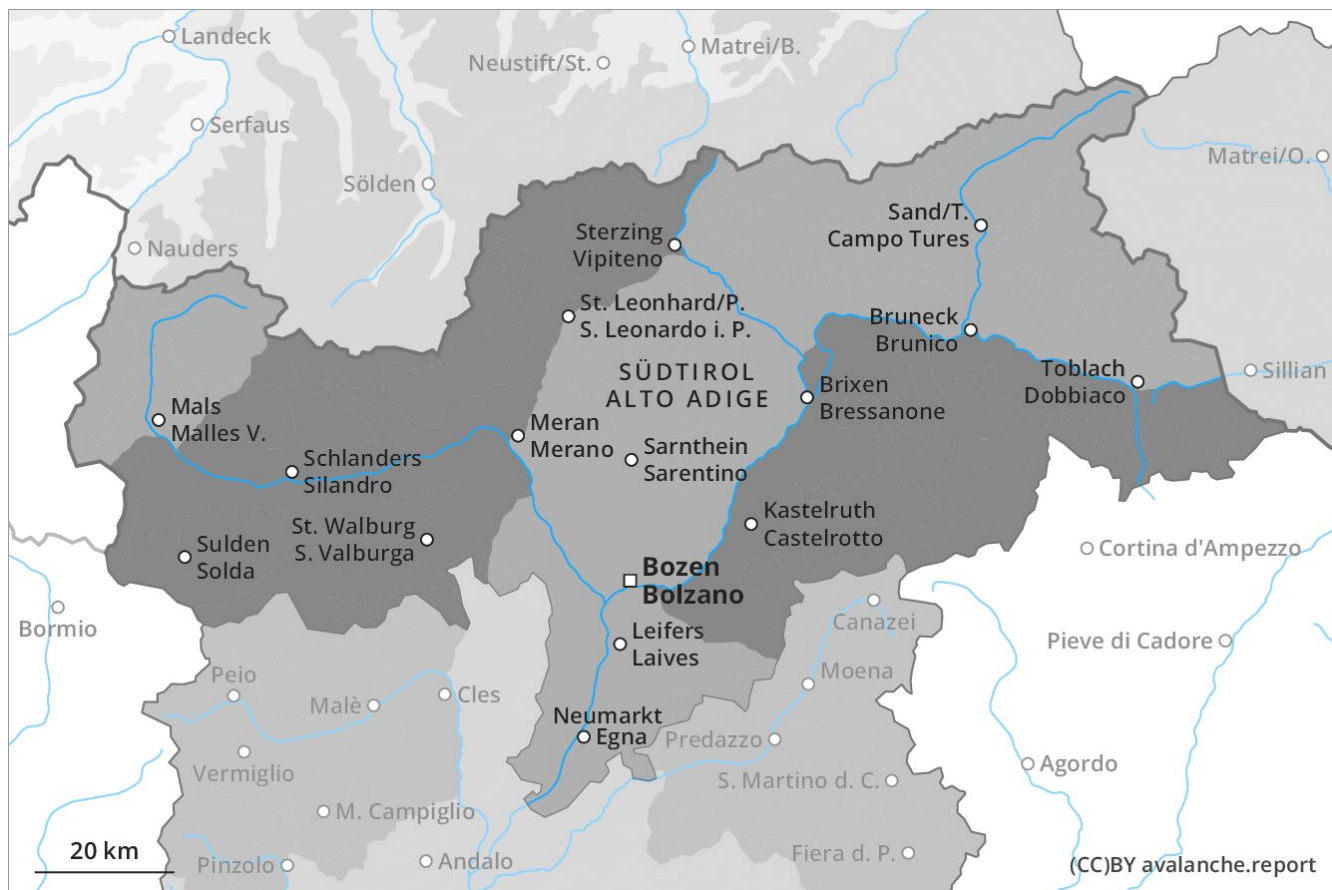 Landeck
Matrei/B.
Neustift/St.
Serfaus
Matrei/O.
Sölden
Sand/T.
Campo Tures
Sterzing
Vipiteno
Nauders
St. Leonhard/P.
S. Leonardo i. P.
Bruneck
Brunico
SÜDTIROL
ALTO ADIGE
Toblach
Dobbiaco
Sillian
Brixen
Bressanone
Mals
Malles V.
Meran
Merano
Sarnthein
Sarentino
Schlanders
Silandro
Kastelruth
Castelrotto
St. Walburg
S. Valburga
Sulden
Solda
Cortina d'Ampezzo
Bozen
Bolzano
Bormio
Canazei
Leifers
Laives
Pieve di Cadore
Peio
Moena
Cles
Malè
Neumarkt
Egna
Predazzo
Vermiglio
Agordo
S. Martino d. C.
M. Campiglio
20 km
Pinzolo
Andalo
Fiera d. P.
(CC)BY avalanche.report